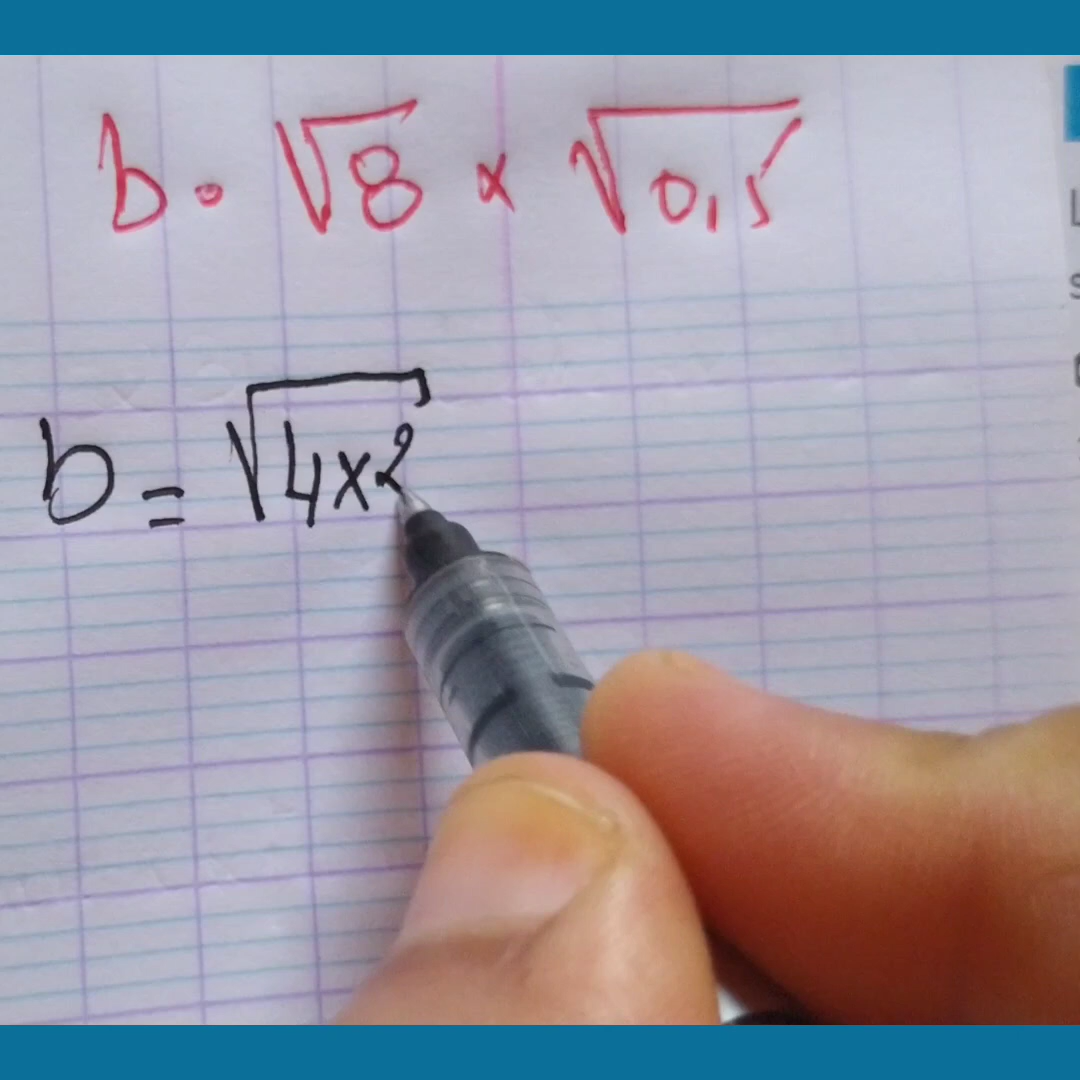 b = √8 × √0,5
b = √4×2